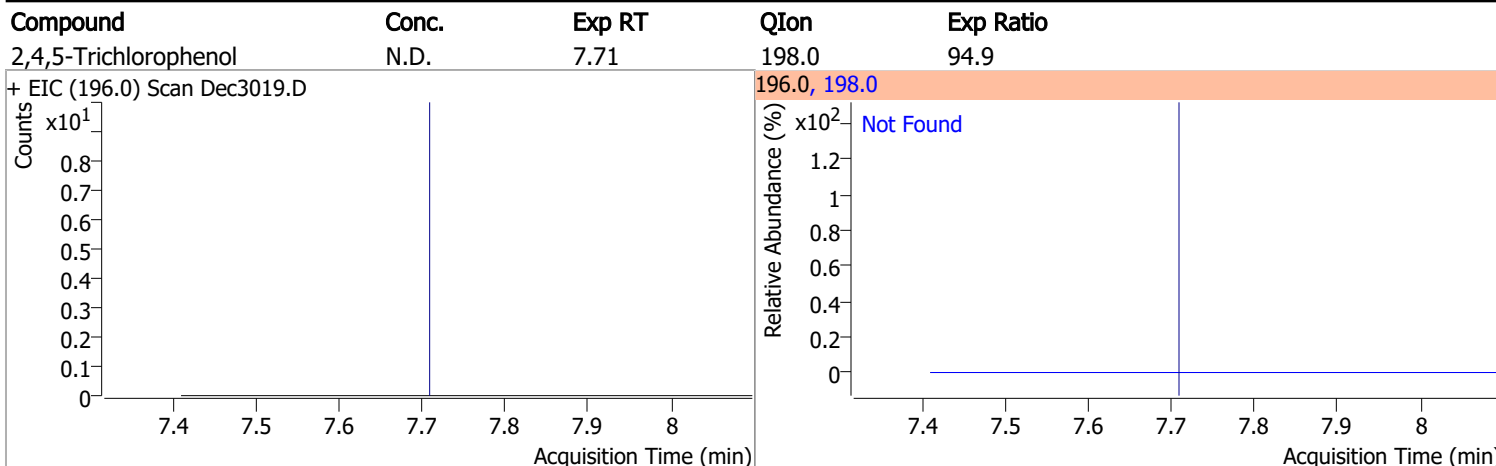 Compound Conc. Exp RT QIon Exp Ratio
2,4,5-Trichlorophenol N.D. 7.71 198.0 94.9
+ EIC (196.0) Scan Dec3019.D
Counts
x10¹
0.8
0.7
0.6
0.5
0.4
0.3
0.2
0.1
0
7.4 7.5 7.6 7.7 7.8 7.9 8
Acquisition Time (min)
196.0, 198.0
Relative Abundance (%)
x10²
Not Found
1.2
1
0.8
0.6
0.4
0.2
0
7.4 7.5 7.6 7.7 7.8 7.9 8
Acquisition Time (min)